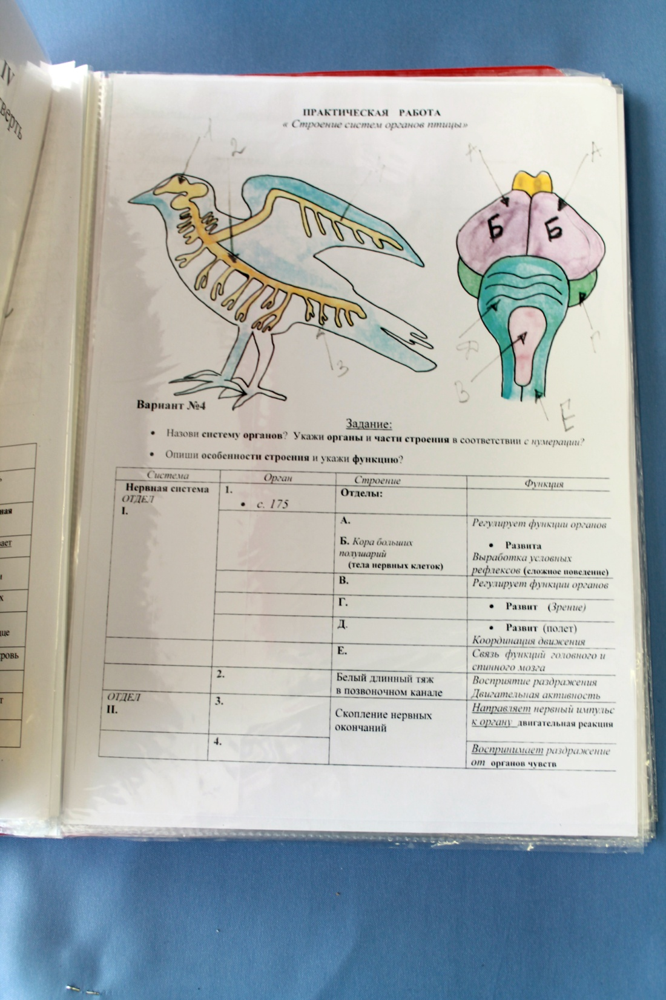 IV
ПРАКТИЧЕСКАЯ РАБОТА
« Строение систем органов птицы»
1
2
А
А
Б
Б
3
Д
Г
В
Е
Вариант №4
Задание:
• Назови систему органов? Укажи органы и части строения в соответствии с нумерации?
• Опиши особенности строения и укажи функцию?
Система Орган Строение Функция
Нервная система
ОТДЕЛ
I.
1.
• с. 175
Отделы:
А.
Регулирует функции органов
Б. Кора больших
полушарий
(тела нервных клеток)
• Развита
Выработка условных
рефлексов (сложное поведение)
В.
Регулирует функции органов
Г.
• Развит (Зрение)
Д.
• Развит (полет)
Координация движения
Е.
Связь функций головного и
спинного мозга
2.
Белый длинный тяж
в позвоночном канале
Восприятие раздражения
Двигательная активность
ОТДЕЛ
II.
3.
Скопление нервных
окончаний
Направляет нервный импульс
к органу двигательная реакция
4.
Воспринимает раздражение
от органов чувств